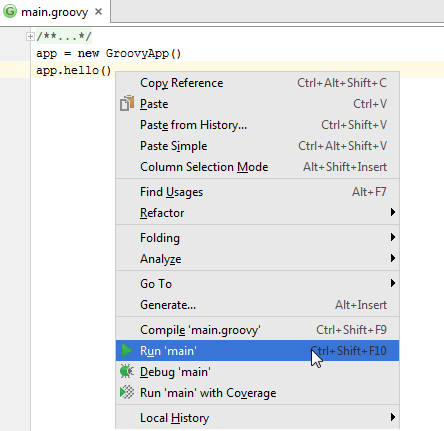 main.groovy
/**...*/
app = new GroovyApp()
app.hello()
Copy Reference Ctrl+Alt+Shift+C
Paste Ctrl+V
Paste from History... Ctrl+Shift+V
Paste Simple Ctrl+Alt+Shift+V
Column Selection Mode Alt+Shift+Insert
Find Usages Alt+F7
Refactor
Folding
Analyze
Go To
Generate... Alt+Insert
Compile 'main.groovy' Ctrl+Shift+F9
Run 'main' Ctrl+Shift+F10
Debug 'main'
Run 'main' with Coverage
Local History